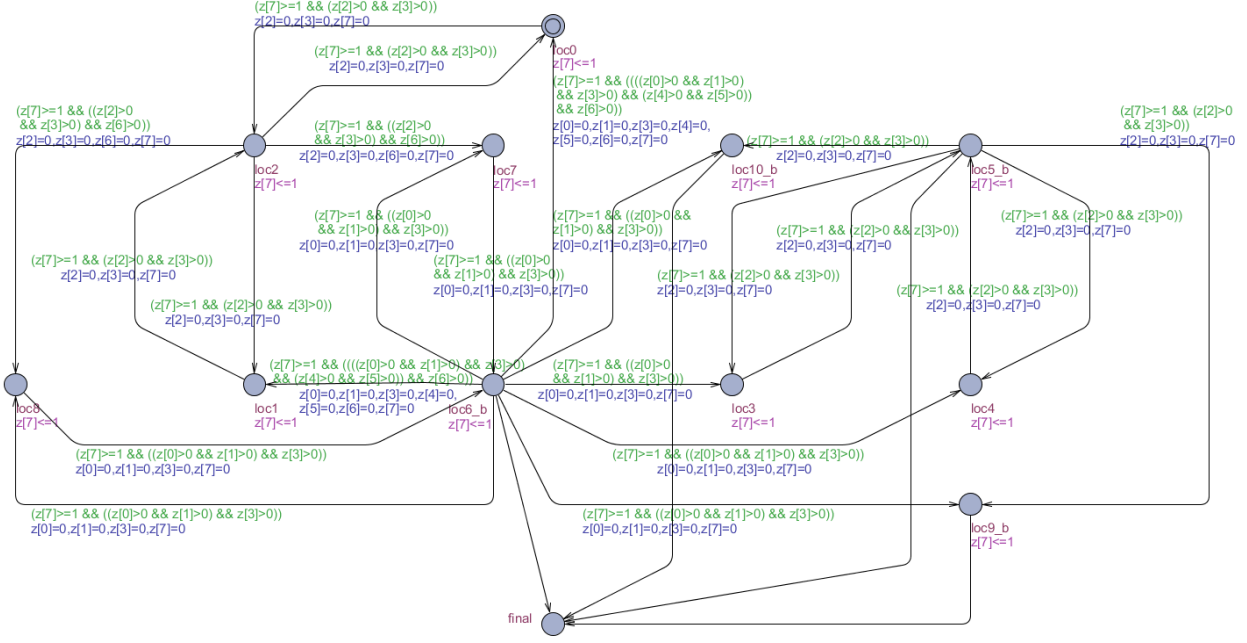 (z[7]>=1 && (z[2]>0 && z[3]>0))
z[2]=0,z[3]=0,z[7]=0
loc0
z[7]<=1
(z[7]>=1 && (z[2]>0 && z[3]>0))
z[2]=0,z[3]=0,z[7]=0
(z[7]>=1 && ((((z[0]>0 && z[1]>0)
&& z[3]>0) && (z[4]>0 && z[5]>0))
&& z[6]>0))
z[0]=0,z[1]=0,z[3]=0,z[4]=0,
z[5]=0,z[6]=0,z[7]=0
(z[7]>=1 && ((z[2]>0
&& z[3]>0) && z[6]>0))
z[2]=0,z[3]=0,z[6]=0,z[7]=0
(z[7]>=1 && ((z[2]>0
&& z[3]>0) && z[6]>0))
z[2]=0,z[3]=0,z[6]=0,z[7]=0
(z[7]>=1 && (z[2]>0 && z[3]>0))
z[2]=0,z[3]=0,z[7]=0
(z[7]>=1 && (z[2]>0
&& z[3]>0))
z[2]=0,z[3]=0,z[7]=0
loc2
z[7]<=1
loc7
z[7]<=1
loc10_b
z[7]<=1
loc5_b
z[7]<=1
(z[7]>=1 && ((z[0]>0
&& z[1]>0) && z[3]>0))
z[0]=0,z[1]=0,z[3]=0,z[7]=0
(z[7]>=1 && ((z[0]>0 &&
z[1]>0) && z[3]>0))
z[0]=0,z[1]=0,z[3]=0,z[7]=0
(z[7]>=1 && (z[2]>0 && z[3]>0))
z[2]=0,z[3]=0,z[7]=0
(z[7]>=1 && (z[2]>0 && z[3]>0))
z[2]=0,z[3]=0,z[7]=0
(z[7]>=1 && (z[2]>0 && z[3]>0))
z[2]=0,z[3]=0,z[7]=0
(z[7]>=1 && ((z[0]>0
&& z[1]>0) && z[3]>0))
z[0]=0,z[1]=0,z[3]=0,z[7]=0
(z[7]>=1 && (z[2]>0 && z[3]>0))
z[2]=0,z[3]=0,z[7]=0
(z[7]>=1 && (z[2]>0 && z[3]>0))
z[2]=0,z[3]=0,z[7]=0
(z[7]>=1 && (z[2]>0 && z[3]>0))
z[2]=0,z[3]=0,z[7]=0
(z[7]>=1 && ((((z[0]>0 && z[1]>0) && z[3]>0)
&& (z[4]>0 && z[5]>0)) && z[6]>0))
z[0]=0,z[1]=0,z[3]=0,z[4]=0,
z[5]=0,z[6]=0,z[7]=0
(z[7]>=1 && ((z[0]>0
&& z[1]>0) && z[3]>0))
z[0]=0,z[1]=0,z[3]=0,z[7]=0
loc8
z[7]<=1
loc1
z[7]<=1
loc6_b
z[7]<=1
loc3
z[7]<=1
loc4
z[7]<=1
(z[7]>=1 && ((z[0]>0 && z[1]>0) && z[3]>0))
z[0]=0,z[1]=0,z[3]=0,z[7]=0
(z[7]>=1 && ((z[0]>0 && z[1]>0) && z[3]>0))
z[0]=0,z[1]=0,z[3]=0,z[7]=0
(z[7]>=1 && ((z[0]>0 && z[1]>0) && z[3]>0))
z[0]=0,z[1]=0,z[3]=0,z[7]=0
(z[7]>=1 && ((z[0]>0 && z[1]>0) && z[3]>0))
z[0]=0,z[1]=0,z[3]=0,z[7]=0
loc9_b
z[7]<=1
final